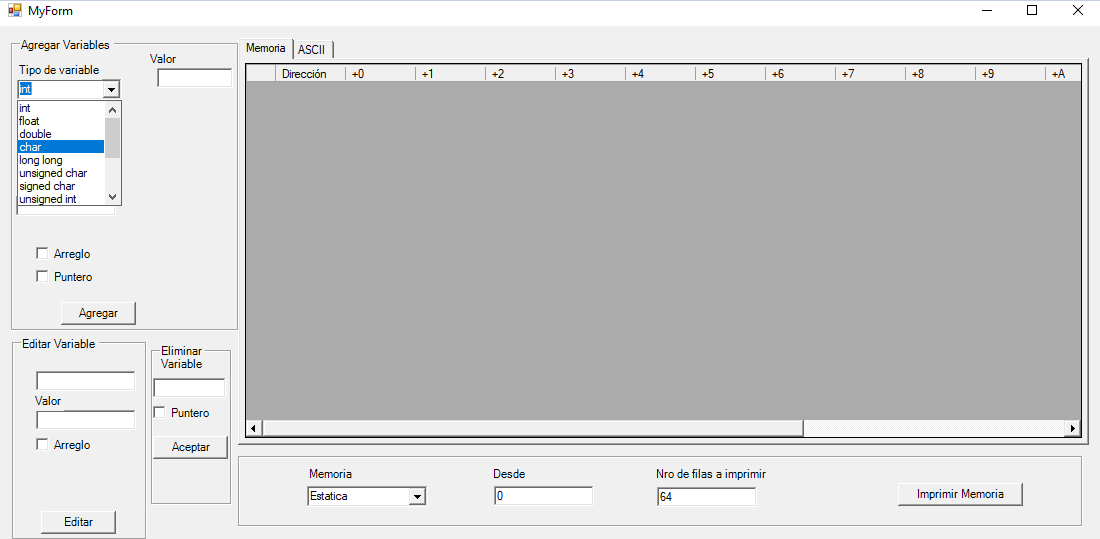 MyForm
Agregar Variables
Tipo de variable
Valor
int
int
float
double
char
long long
unsigned char
signed char
unsigned int
Arreglo
Puntero
Agregar
Editar Variable
Valor
Arreglo
Editar
Eliminar
Variable
Puntero
Aceptar
Memoria ASCII
Dirección +0 +1 +2 +3 +4 +5 +6 +7 +8 +9 +A
Memoria Desde Nro de filas a imprimir
Estatica 0 64 Imprimir Memoria